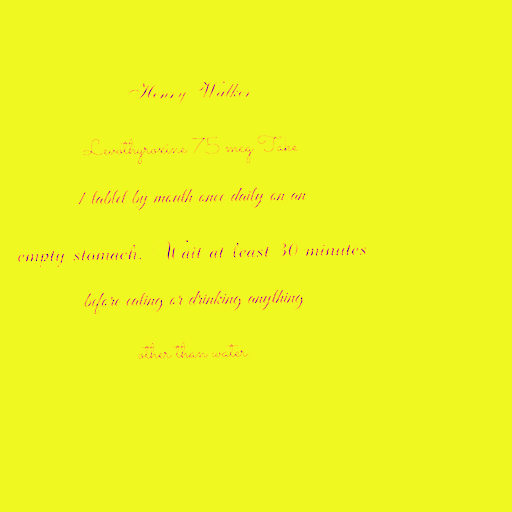 Henry Walker
Levothyroxine 75 mcg Take
1 tablet by mouth once daily on an
empty stomach. Wait at least 30 minutes
before eating or drinking anything
other than water